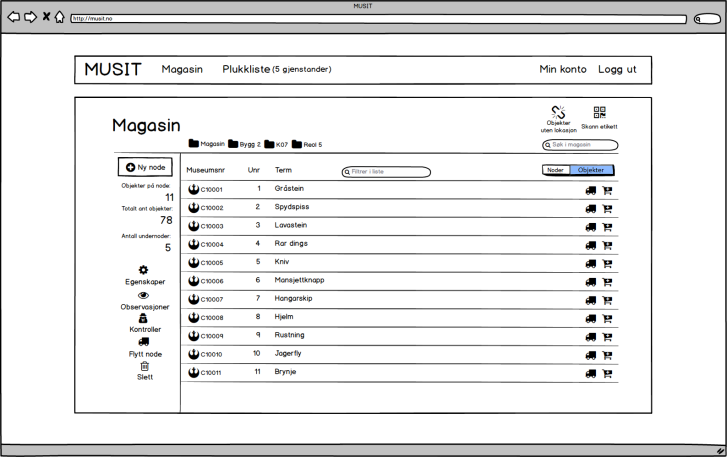 MUSIT
http://musit.no
MUSIT Magasin Plukkliste (5 gjenstander) Min konto Logg ut
Magasin
Objekter uten lokasjon
Skann etikett
Magasin Bygg 2 K07 Reol 5
Søk i magasin
Ny node
Museumsnr Unr Term
Filtrer i liste
Noder Objekter
Objekter på node:
11
Totalt ant objekter:
78
Antall undernoder:
5
Egenskaper
Observasjoner
Kontroller
Flytt node
Slett
C10001 1 Gråstein
C10002 2 Spydspiss
C10003 3 Lavastein
C10004 4 Rar dings
C10005 5 Kniv
C10006 6 Mansjettknapp
C10007 7 Hangarskip
C10008 8 Hjelm
C10009 9 Rustning
C10010 10 Jagerfly
C10011 11 Brynje